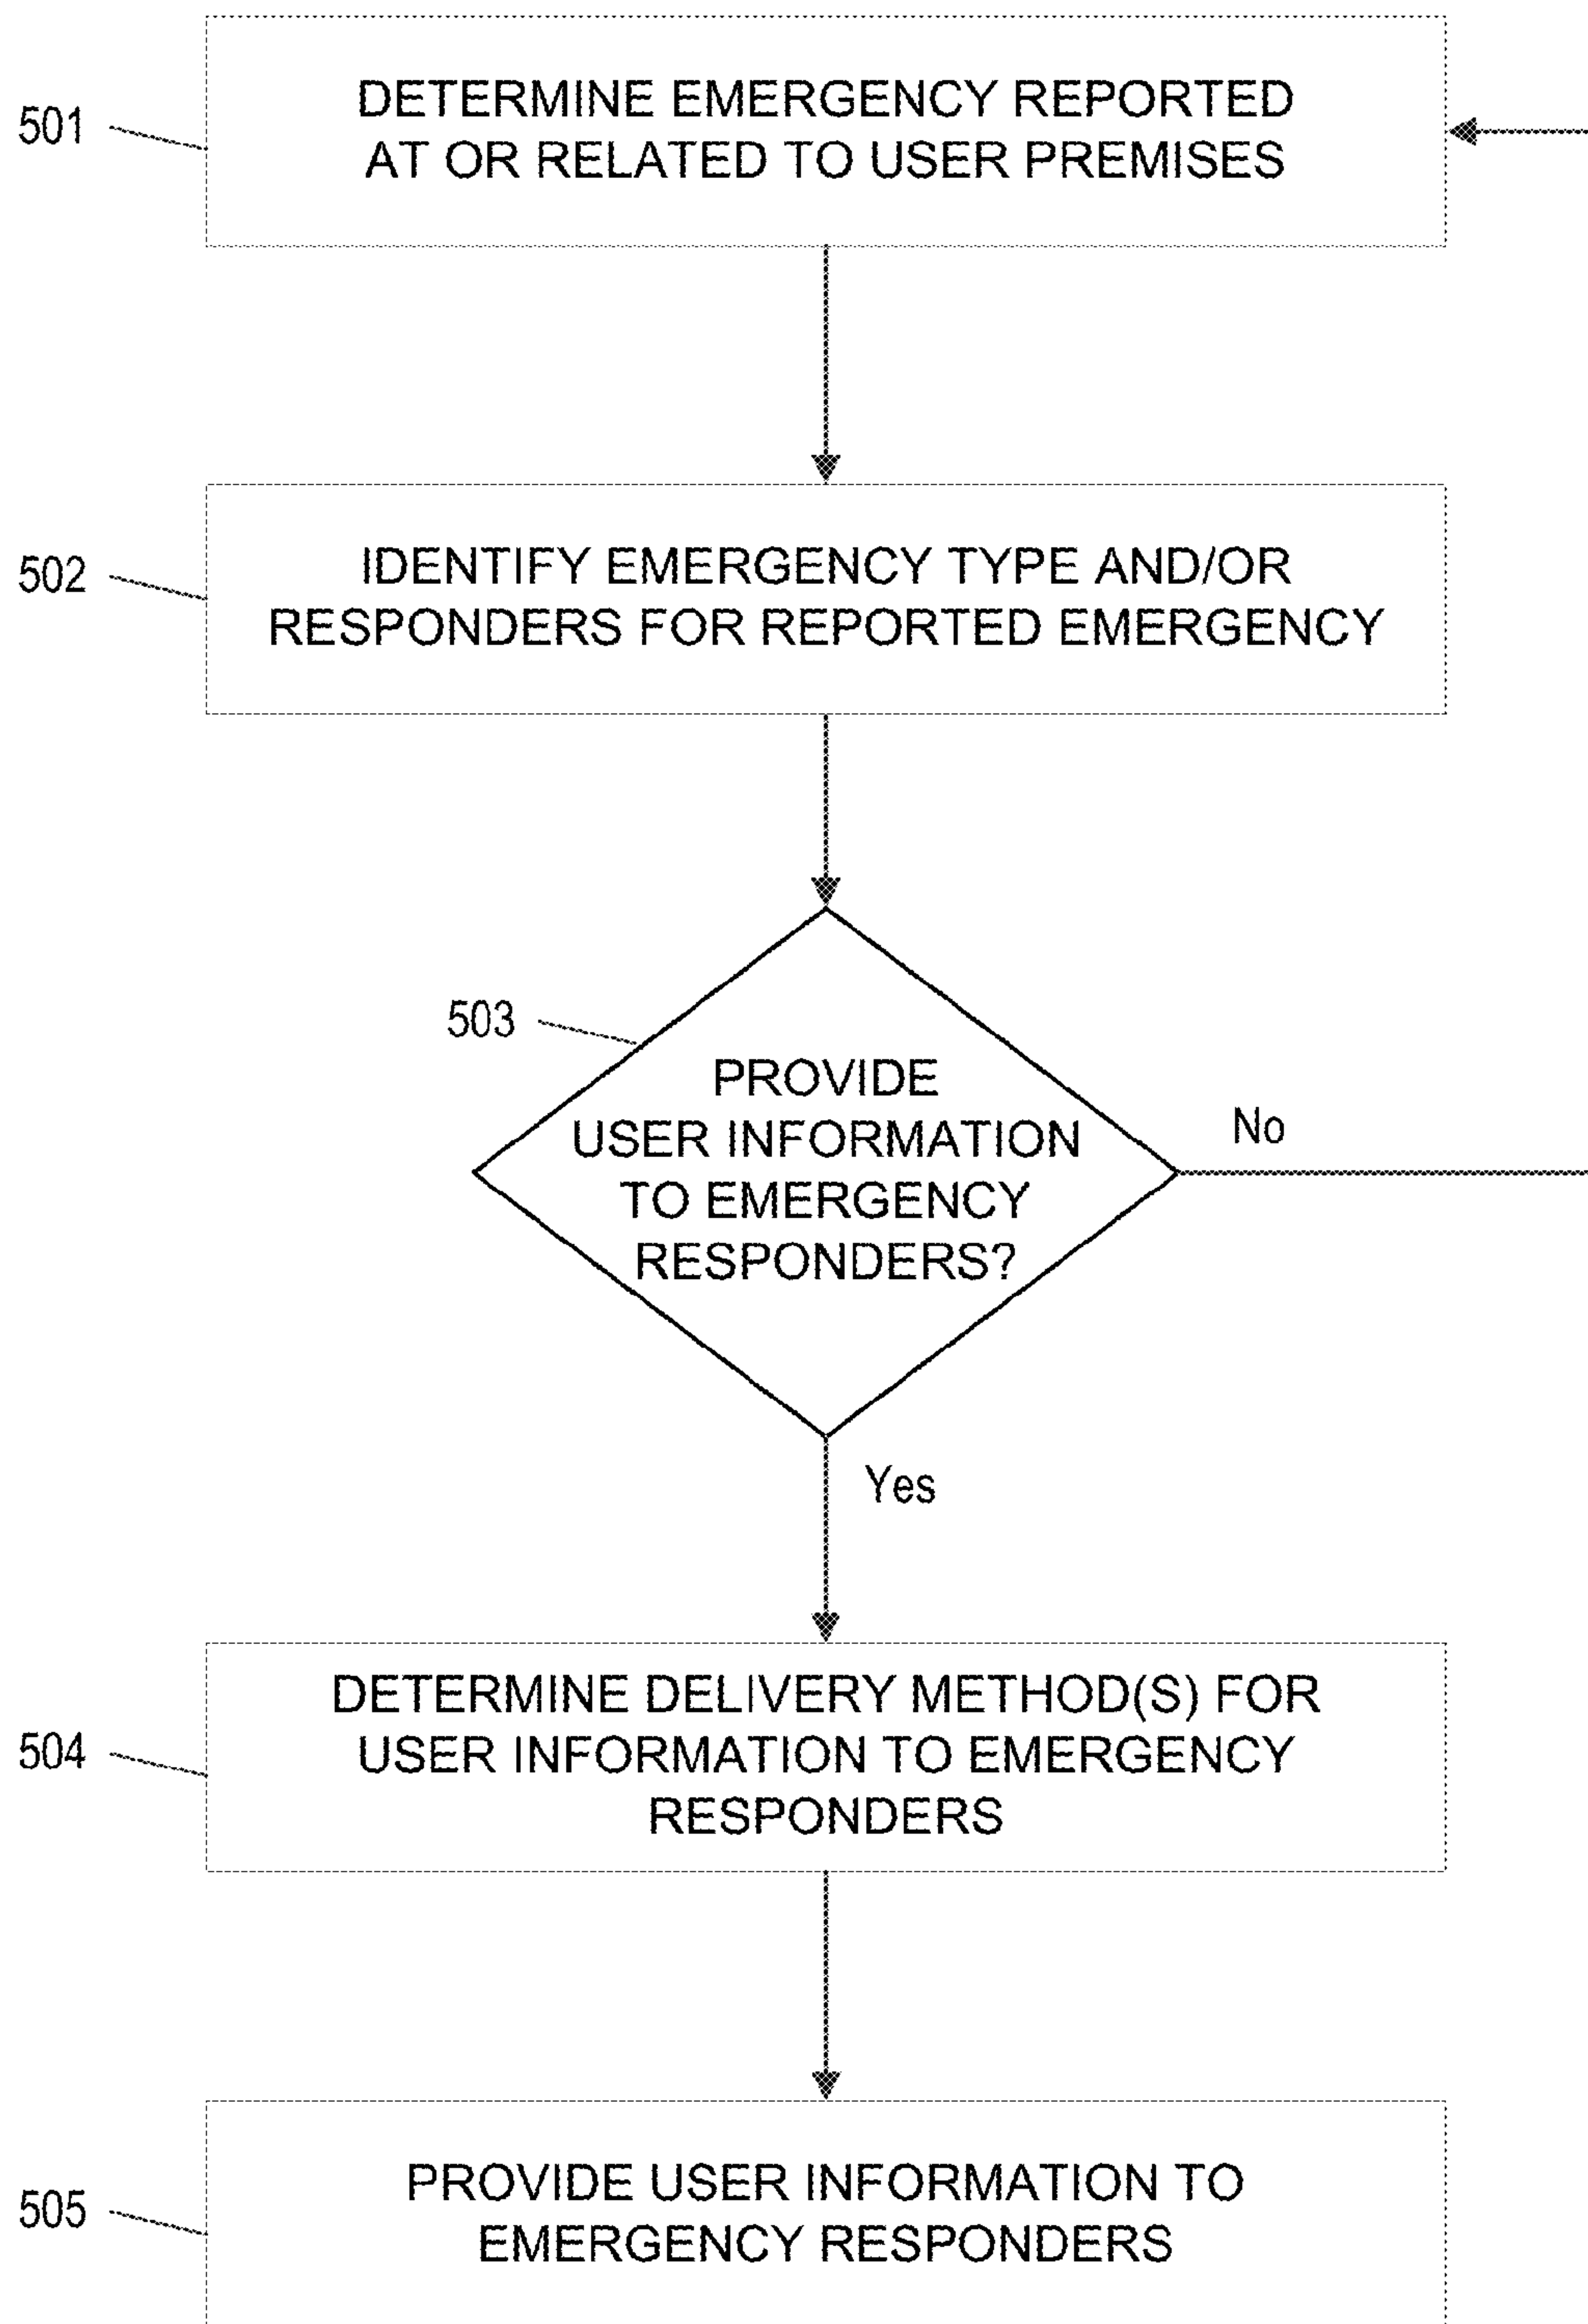 501
DETERMINE EMERGENCY REPORTED
AT OR RELATED TO USER PREMISES
502
IDENTIFY EMERGENCY TYPE AND/OR
RESPONDERS FOR REPORTED EMERGENCY
503
PROVIDE
USER INFORMATION
TO EMERGENCY
RESPONDERS?
No
Yes
504
DETERMINE DELIVERY METHOD(S) FOR
USER INFORMATION TO EMERGENCY
RESPONDERS
505
PROVIDE USER INFORMATION TO
EMERGENCY RESPONDERS